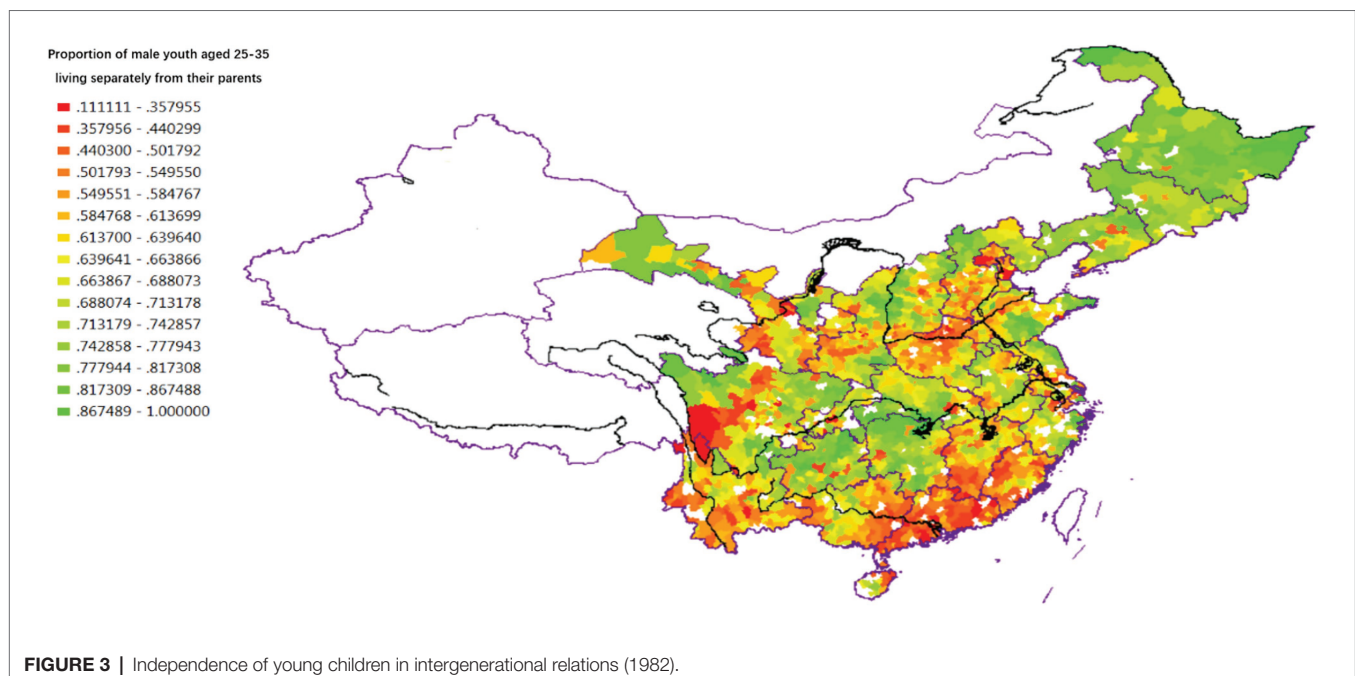 Proportion of male youth aged 25-35
living separately from their parents
.111111 - .357955
.357956 - .440299
.440300 - .501792
.501793 - .549550
.549551 - .584767
.584768 - .613699
.613700 - .639640
.639641 - .663866
.663867 - .688073
.688074 - .713178
.713179 - .742857
.742858 - .777943
.777944 - .817308
.817309 - .867488
.867489 - 1.000000
FIGURE 3 | Independence of young children in intergenerational relations (1982).